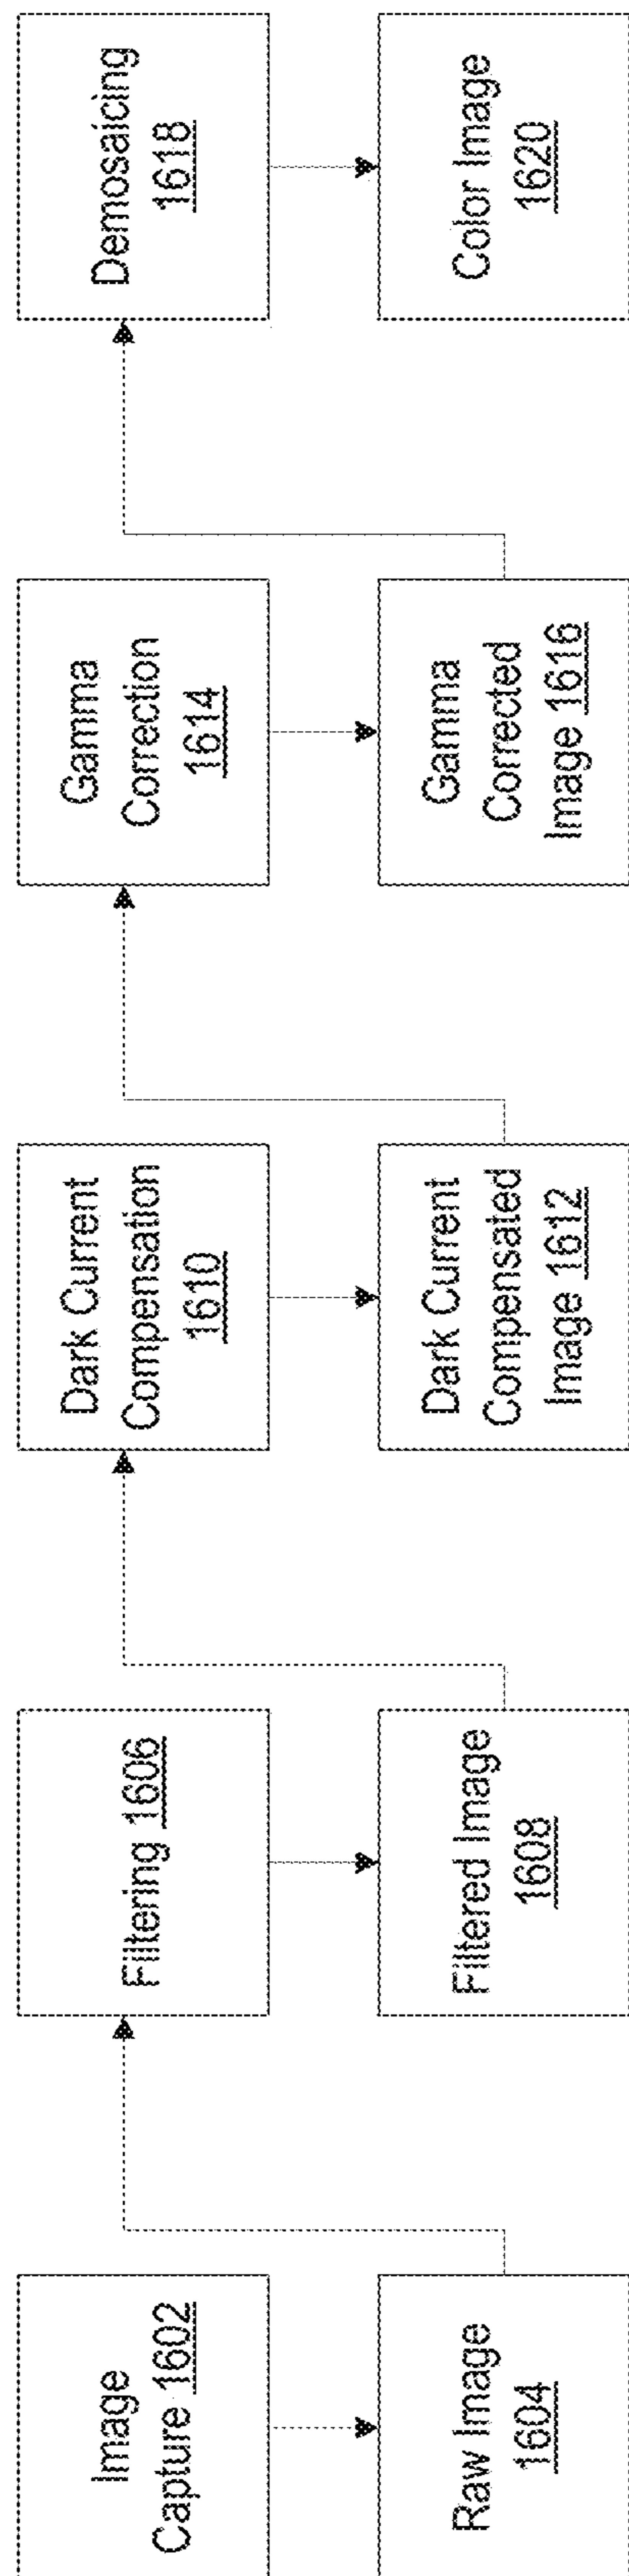 Image
Capture 1602
Raw Image
1604
Filtering 1606
Filtered Image
1608
Dark Current
Compensation
1610
Dark Current
Compensated
Image 1612
Gamma
Correction
1614
Gamma
Corrected
Image 1616
Demosaicing
1618
Color Image
1620